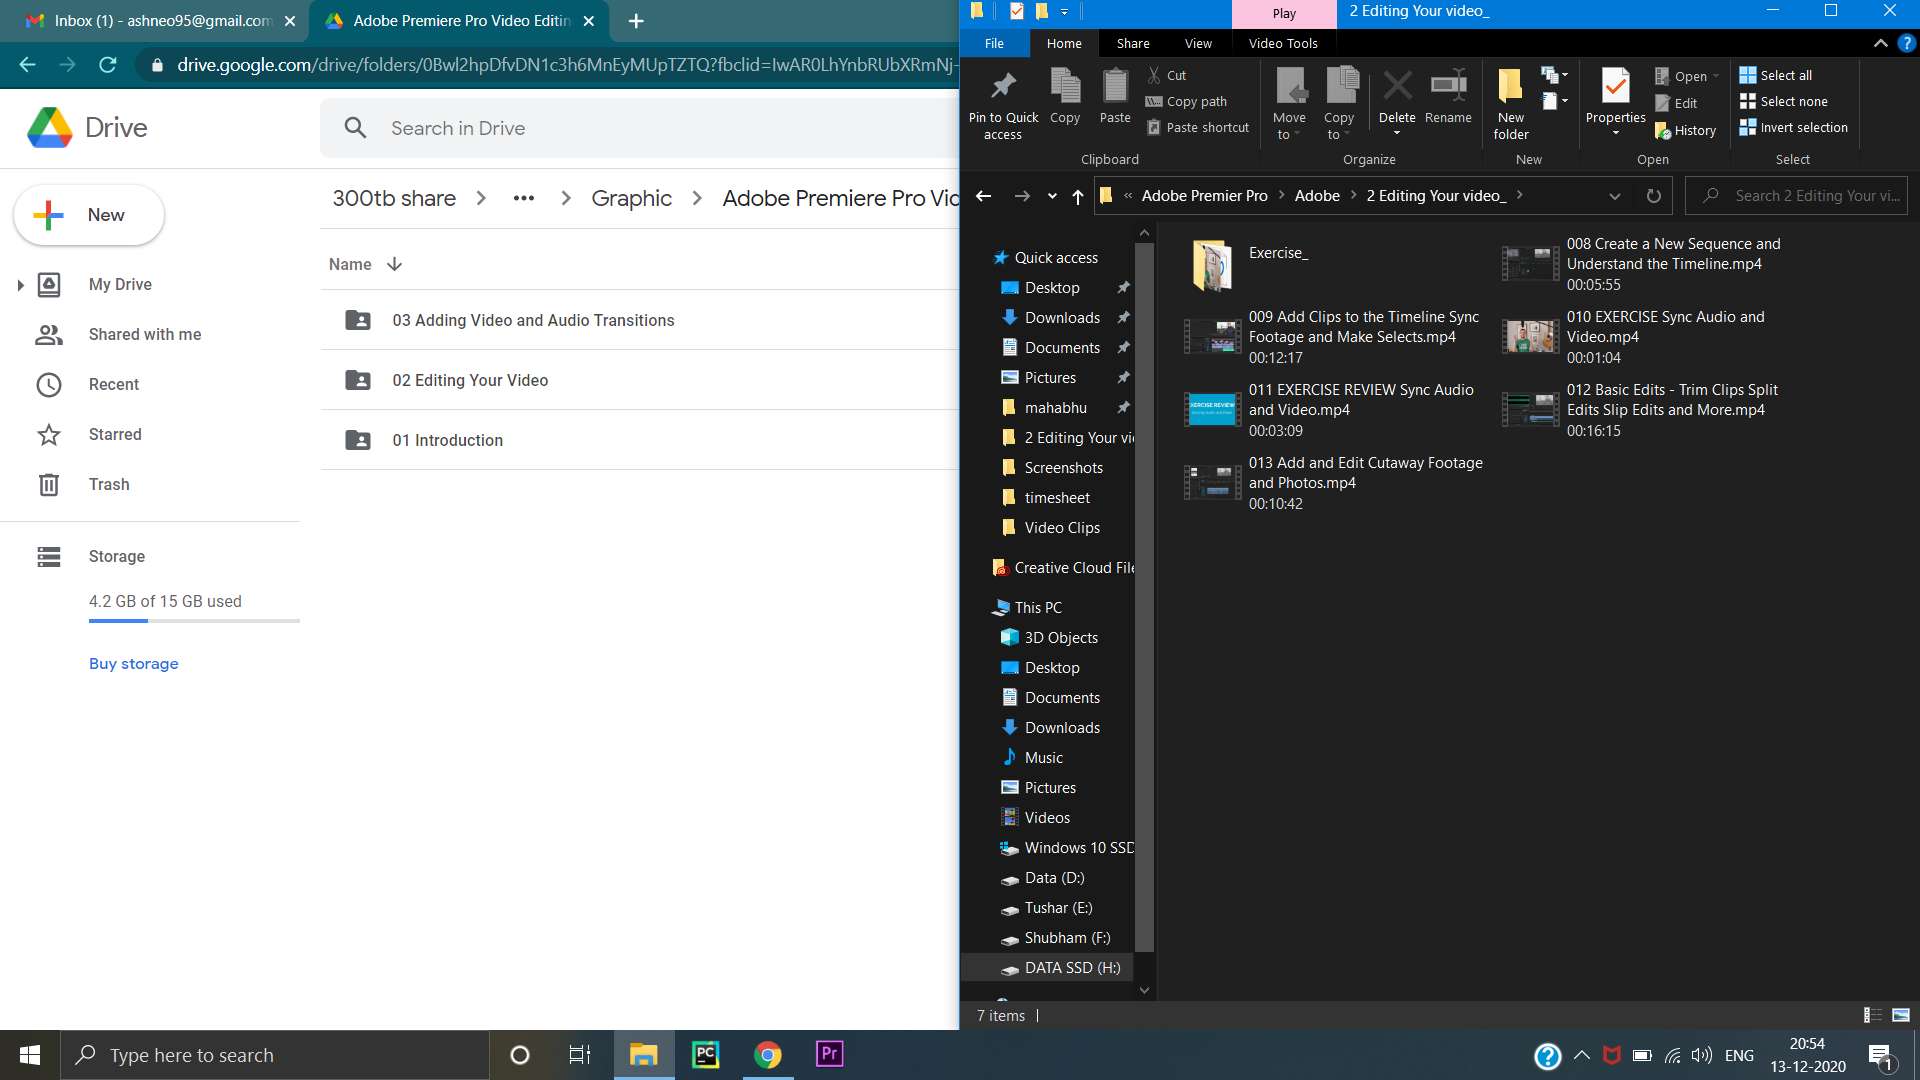 Inbox (1) - ashneo95@gmail.com
Adobe Premiere Pro Video Editin
drive.google.com/drive/folders/0Bwl2hpDfvDN1c3h6MnEyMUpTZTQ?fbclid=IwAR0LhYnbRUbXRmNj-
Drive
Search in Drive
New
300tb share
Graphic
Adobe Premiere Pro Vid
Name
03 Adding Video and Audio Transitions
02 Editing Your Video
01 Introduction
My Drive
Shared with me
Recent
Starred
Trash
Storage
4.2 GB of 15 GB used
Buy storage
Play
2 Editing Your video_
File
Home
Share
View
Video Tools
Pin to Quick
access
Copy
Paste
Cut
Copy path
Paste shortcut
Clipboard
Move
to
Copy
to
Delete
Rename
Organize
New
folder
New
Properties
Open
Edit
History
Open
Select all
Select none
Invert selection
Select
« Adobe Premier Pro > Adobe > 2 Editing Your video_ >
Search 2 Editing Your vi...
Quick access
Desktop
Downloads
Documents
Pictures
mahabhu
2 Editing Your vi
Screenshots
timesheet
Video Clips
Creative Cloud File
This PC
3D Objects
Desktop
Documents
Downloads
Music
Pictures
Videos
Windows 10 SSD
Data (D:)
Tushar (E:)
Shubham (F:)
DATA SSD (H:)
Exercise_
008 Create a New Sequence and
Understand the Timeline.mp4
00:05:55
009 Add Clips to the Timeline Sync
Footage and Make Selects.mp4
00:12:17
010 EXERCISE Sync Audio and
Video.mp4
00:01:04
EXERCISE REVIEW
011 EXERCISE REVIEW Sync Audio
and Video.mp4
00:03:09
012 Basic Edits - Trim Clips Split
Edits Slip Edits and More.mp4
00:16:15
013 Add and Edit Cutaway Footage
and Photos.mp4
00:10:42
7 items
Type here to search
PC
Pr
ENG
20:54
13-12-2020
1